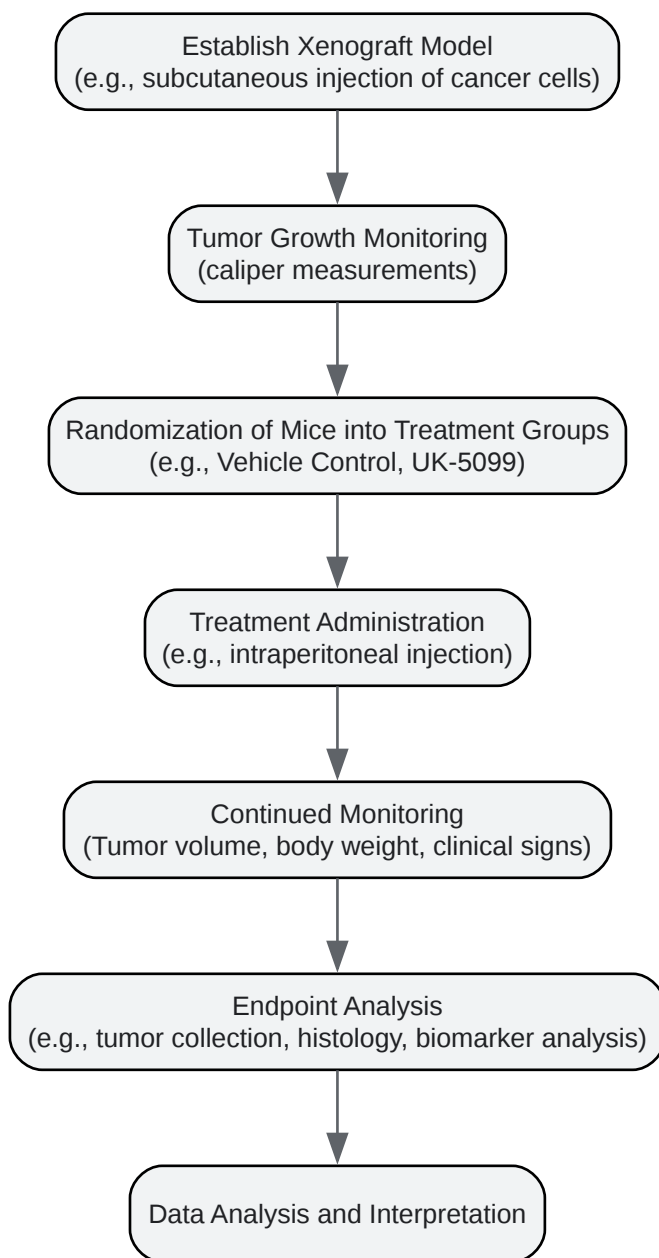 Establish Xenograft Model
(e.g., subcutaneous injection of cancer cells)
Tumor Growth Monitoring
(caliper measurements)
Randomization of Mice into Treatment Groups
(e.g., Vehicle Control, UK-5099)
Treatment Administration
(e.g., intraperitoneal injection)
Continued Monitoring
(Tumor volume, body weight, clinical signs)
Endpoint Analysis
(e.g., tumor collection, histology, biomarker analysis)
Data Analysis and Interpretation